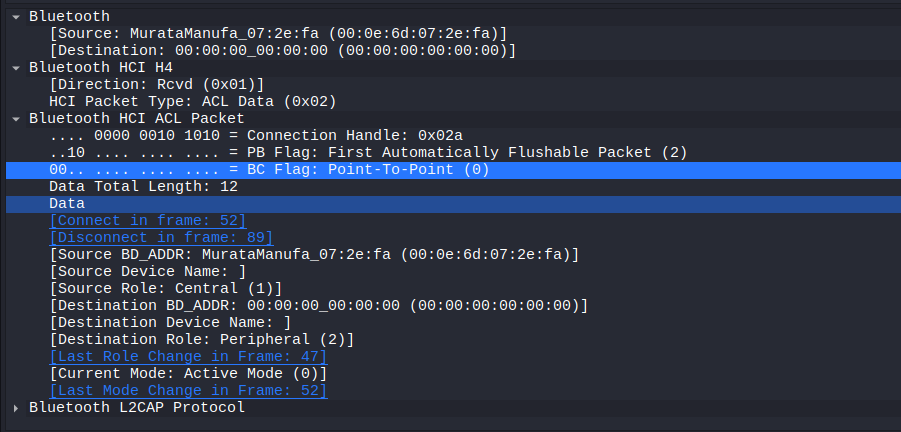 Bluetooth
[Source: MurataManufa_07:2e:fa (00:0e:6d:07:2e:fa)]
[Destination: 00:00:00_00:00:00 (00:00:00:00:00:00)]
Bluetooth HCI H4
[Direction: Rcvd (0x01)]
HCI Packet Type: ACL Data (0x02)
Bluetooth HCI ACL Packet
.... 0000 0010 1010 = Connection Handle: 0x02a
..10 .... .... .... = PB Flag: First Automatically Flushable Packet (2)
00.. .... .... .... = BC Flag: Point-To-Point (0)
Data Total Length: 12
Data
[Connect in frame: 52]
[Disconnect in frame: 89]
[Source BD_ADDR: MurataManufa_07:2e:fa (00:0e:6d:07:2e:fa)]
[Source Device Name: ]
[Source Role: Central (1)]
[Destination BD_ADDR: 00:00:00_00:00:00 (00:00:00:00:00:00)]
[Destination Device Name: ]
[Destination Role: Peripheral (2)]
[Last Role Change in Frame: 47]
[Current Mode: Active Mode (0)]
[Last Mode Change in Frame: 52]
Bluetooth L2CAP Protocol